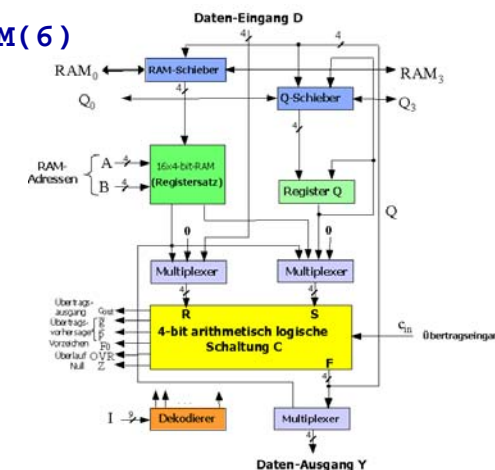 Daten-Eingang D
M(6)
4
4
RAM₀
RAM-Schieber
RAM₃
4
Q₀
Q-Schieber
Q₃
4
RAM-
Adressen
A
4
B
4
16x4-bit-RAM
(Registersatz)
Register Q
Q
0
0
Multiplexer
Multiplexer
4
4
R
S
4-bit arithmetisch logische
Schaltung C
F
Übertrags-
ausgang
Cout
Übertrags-
vorhersage
Vorzeichen
F₀
Überlauf
OVR
Null
Z
cin
Übertragseingan
4
I
9
Dekodierer
Multiplexer
4
Daten-Ausgang Y